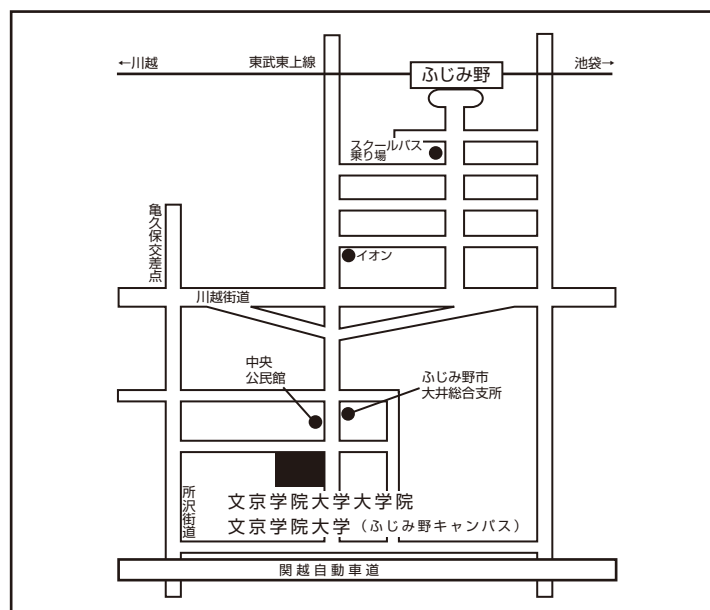 ←川越
東武東上線
ふじみ野
池袋→
スクールバス
乗り場
亀久保交差点
イオン
川越街道
中央
公民館
ふじみ野市
大井総合支所
所沢街道
文京学院大学大学院
文京学院大学（ふじみ野キャンパス）
関越自動車道